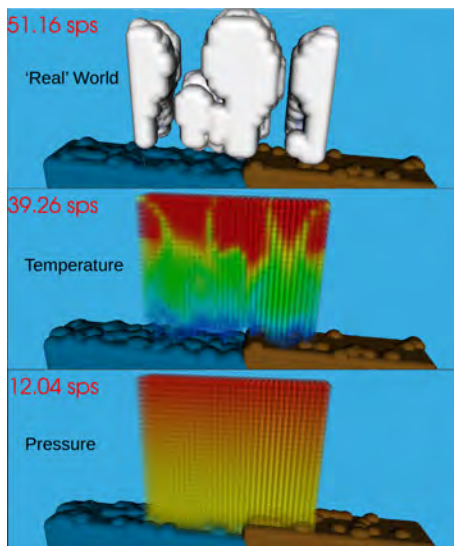 51.16 sps
‘Real’ World
39.26 sps
Temperature
12.04 sps
Pressure